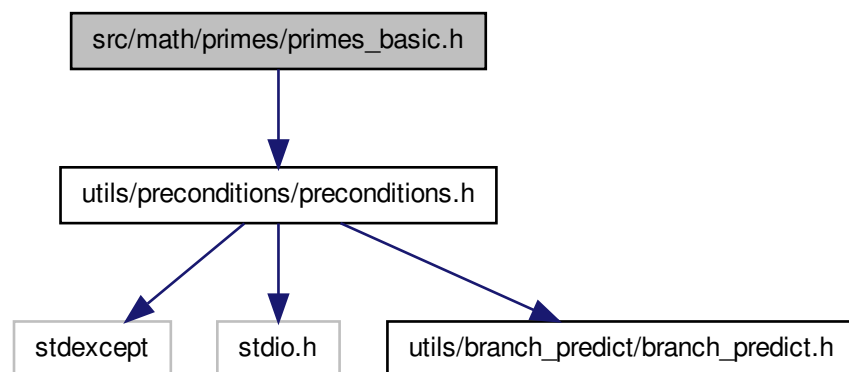 src/math/primes/primes_basic.h
utils/preconditions/preconditions.h
stdexcept
stdio.h
utils/branch_predict/branch_predict.h